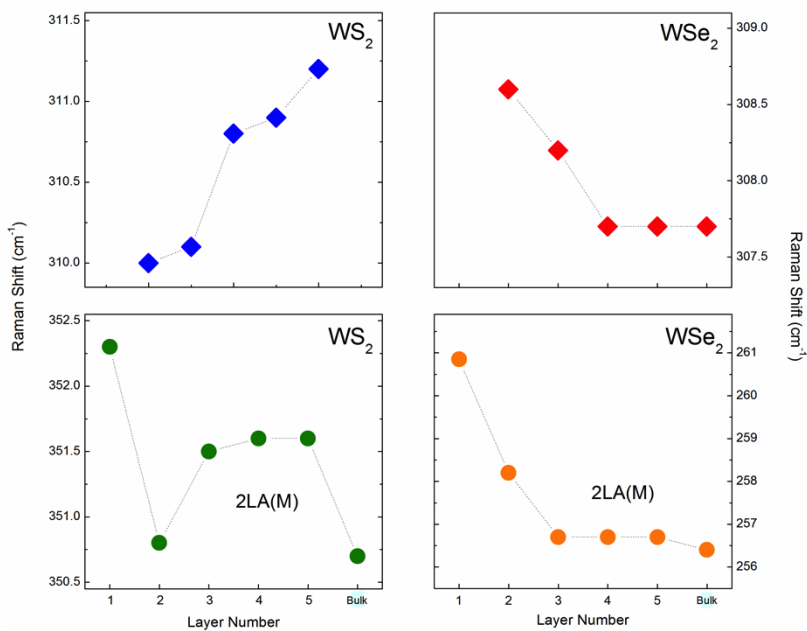 WS2
311.5
311.0
310.5
310.0
WSe2
309.0
308.5
308.0
307.5
Raman Shift (cm-1)
Raman Shift (cm-1)
WS2
352.5
352.0
351.5
351.0
350.5
2LA(M)
1 2 3 4 5 Bulk
Layer Number
WSe2
261
260
259
258
257
256
2LA(M)
1 2 3 4 5 Bulk
Layer Number